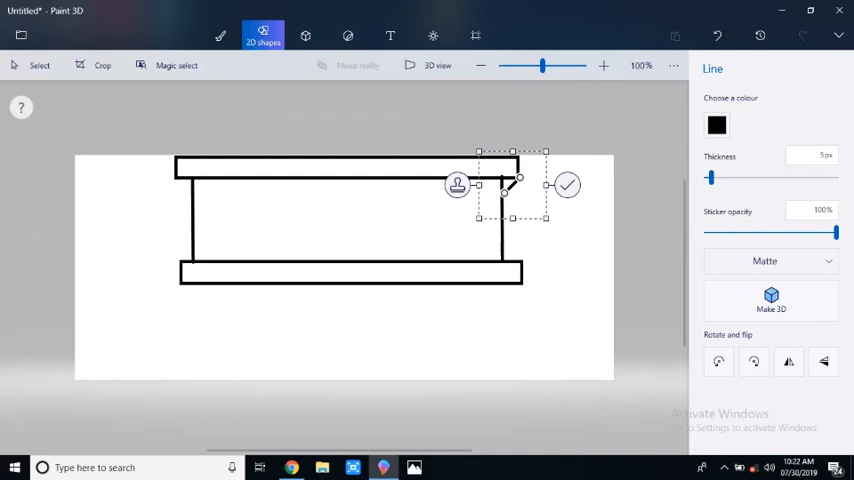 Untitled* - Paint 3D
2D shapes
Select
Crop
Magic select
Mixed reality
3D view
100%
?
Line
Choose a colour
Thickness
5px
Sticker opacity
100%
Matte
Make 3D
Rotate and flip
Activate Windows
Go to Settings to activate Windows.
Type here to search
10:22 AM
07/30/2019
24